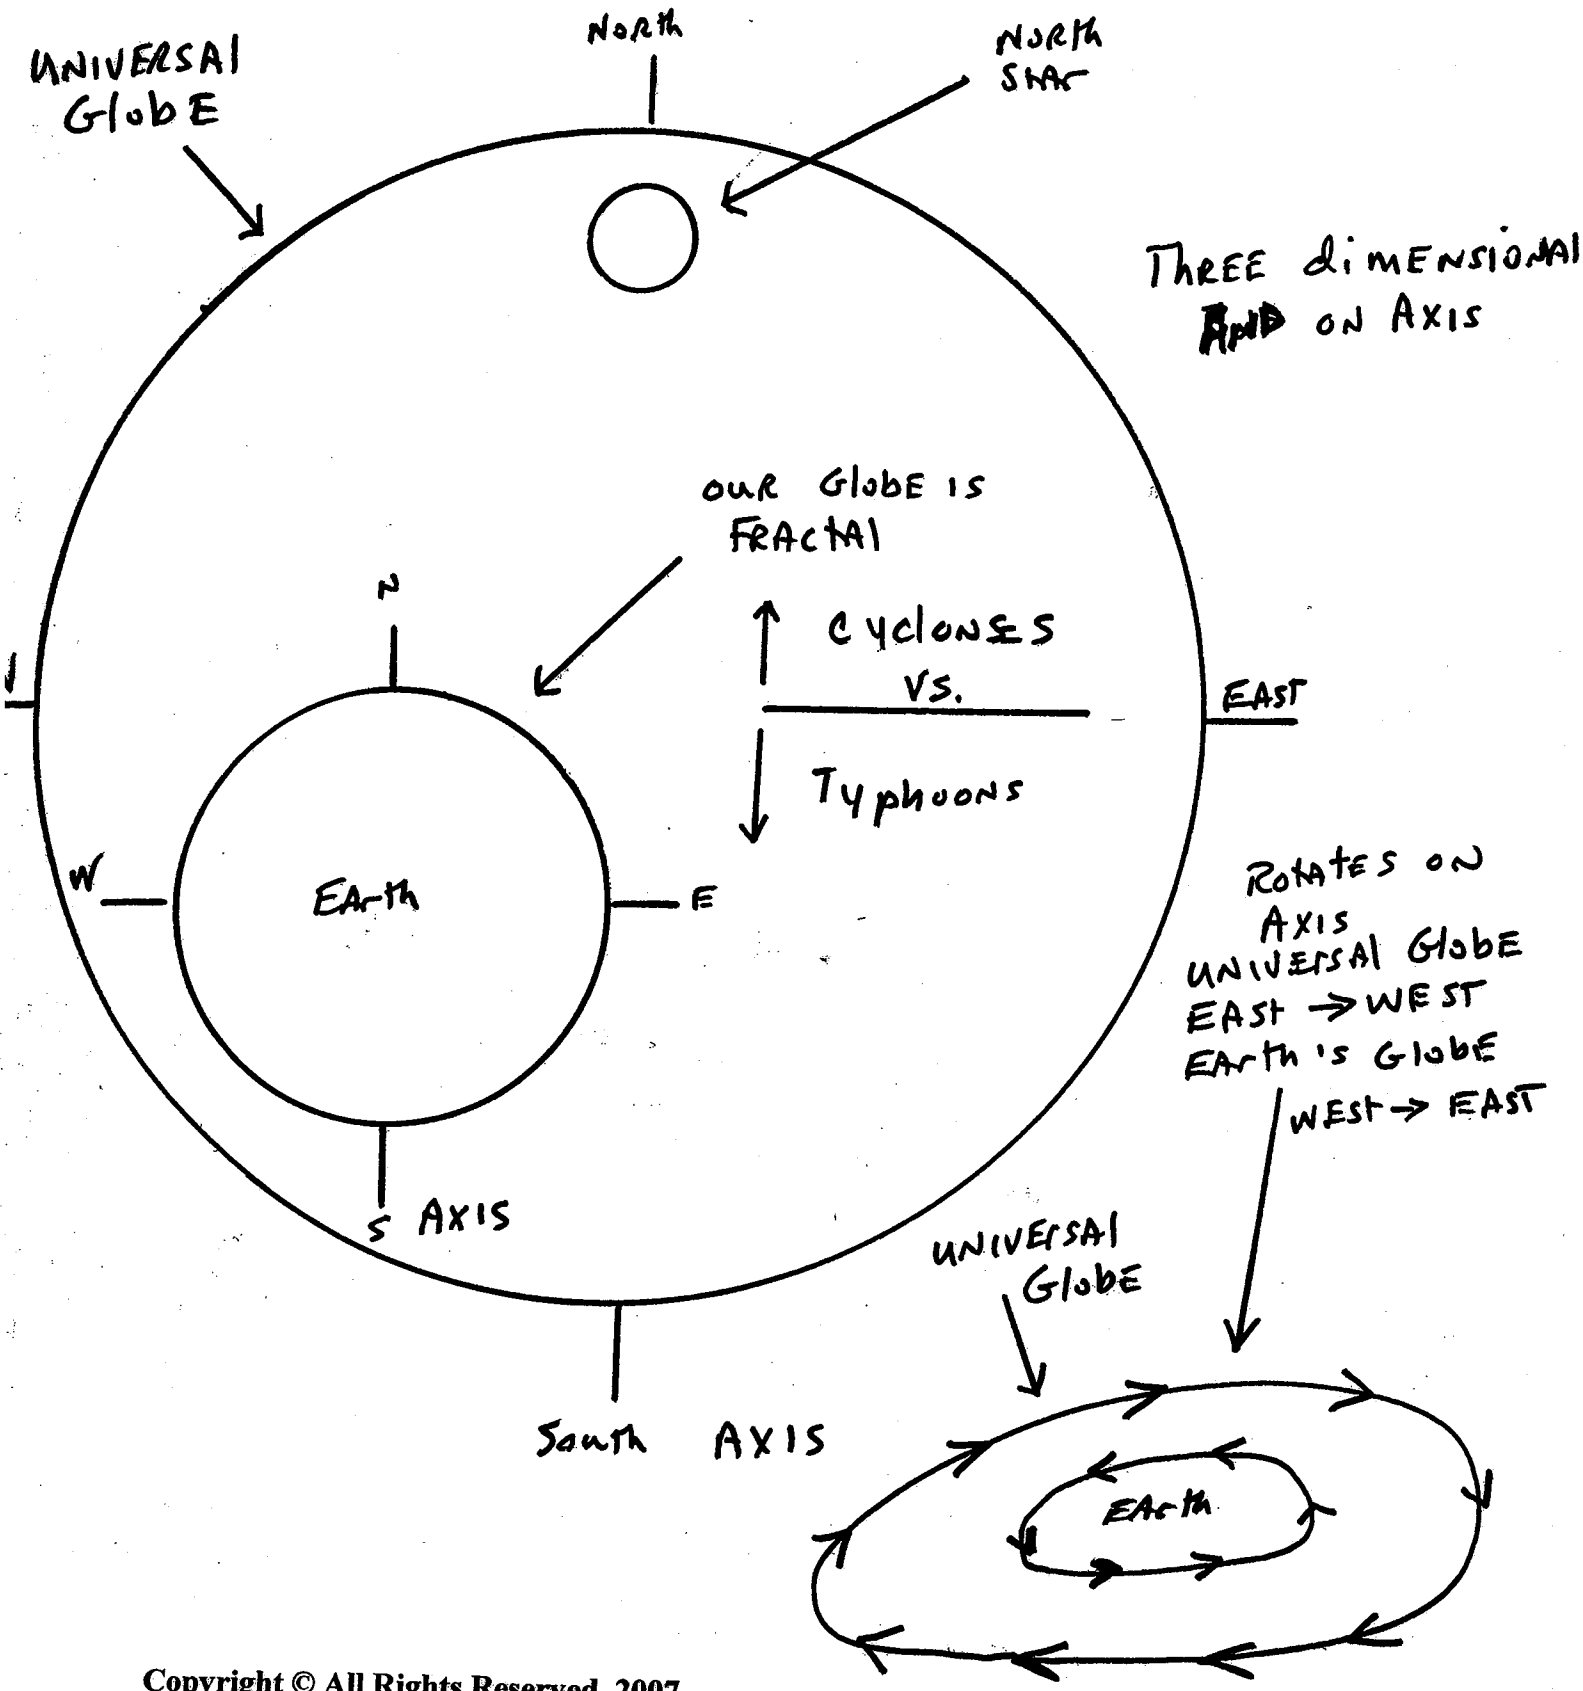 NORth
UNIVERSAl
GlobE
NORth
StAr
ThREE dimENSIONAl
AND ON AXIS
OUR GlobE IS
FRActAl
N
CYclONES
VS.
EAST
Typhoons
W
EArth
E
ROtAtES ON
AXIS
UNIVErSAl GlobE
EASt → WEST
EArth's GlobE
WESt → EAST
S AXIS
UNIVErSAl
GlobE
South AXIS
EArth
Copyright © All Rights Reserved 2007